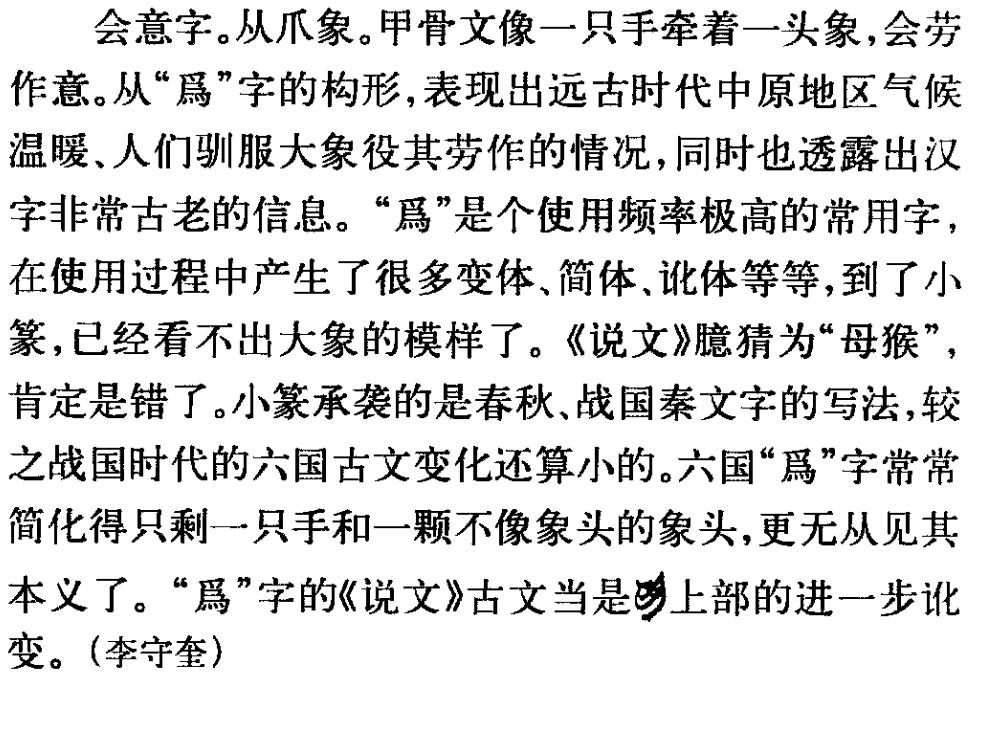 会意字。从爪象。甲骨文像一只手牵着一头象，会劳
作意。从“爲”字的构形，表现出远古时代中原地区气候
温暖、人们驯服大象役其劳作的情况，同时也透露出汉
字非常古老的信息。“爲”是个使用频率极高的常用字，
在使用过程中产生了很多变体、简体、讹体等等，到了小
篆，已经看不出大象的模样了。《说文》臆猜为“母猴”，
肯定是错了。小篆承袭的是春秋、战国秦文字的写法，较
之战国时代的六国古文变化还算小的。六国“爲”字常常
简化得只剩一只手和一颗不像象头的象头，更无从见其
本义了。“爲”字的《说文》古文当是上部的进一步讹
变。（李守奎）